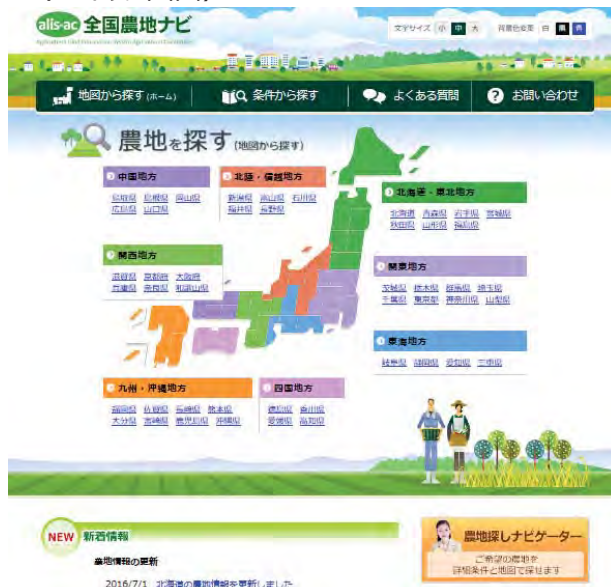 alis-ac 全国農地ナビ
文字サイズ 小 中 大 背景色変更 白 黒 青
地図から探す (ホーム) 条件から探す よくある質問 お問い合わせ
農地を探す (地図から探す)
中国地方
鳥取県 島根県 岡山県
広島県 山口県
北陸・信越地方
新潟県 富山県 石川県
福井県 長野県
北海道・東北地方
北海道 青森県 岩手県 宮城県
秋田県 山形県 福島県
関西地方
滋賀県 京都府 大阪府
兵庫県 奈良県 和歌山県
関東地方
茨城県 栃木県 群馬県 埼玉県
千葉県 東京都 神奈川県 山梨県
東海地方
岐阜県 静岡県 愛知県 三重県
九州・沖縄地方
福岡県 佐賀県 長崎県 熊本県
大分県 宮崎県 鹿児島県 沖縄県
四国地方
徳島県 香川県
愛媛県 高知県
NEW 新着情報
農地情報の更新
2016/7/1 北海道の農地情報を更新しました
農地探しナビゲーター
ご希望の農地を
詳細条件と地図で探せます